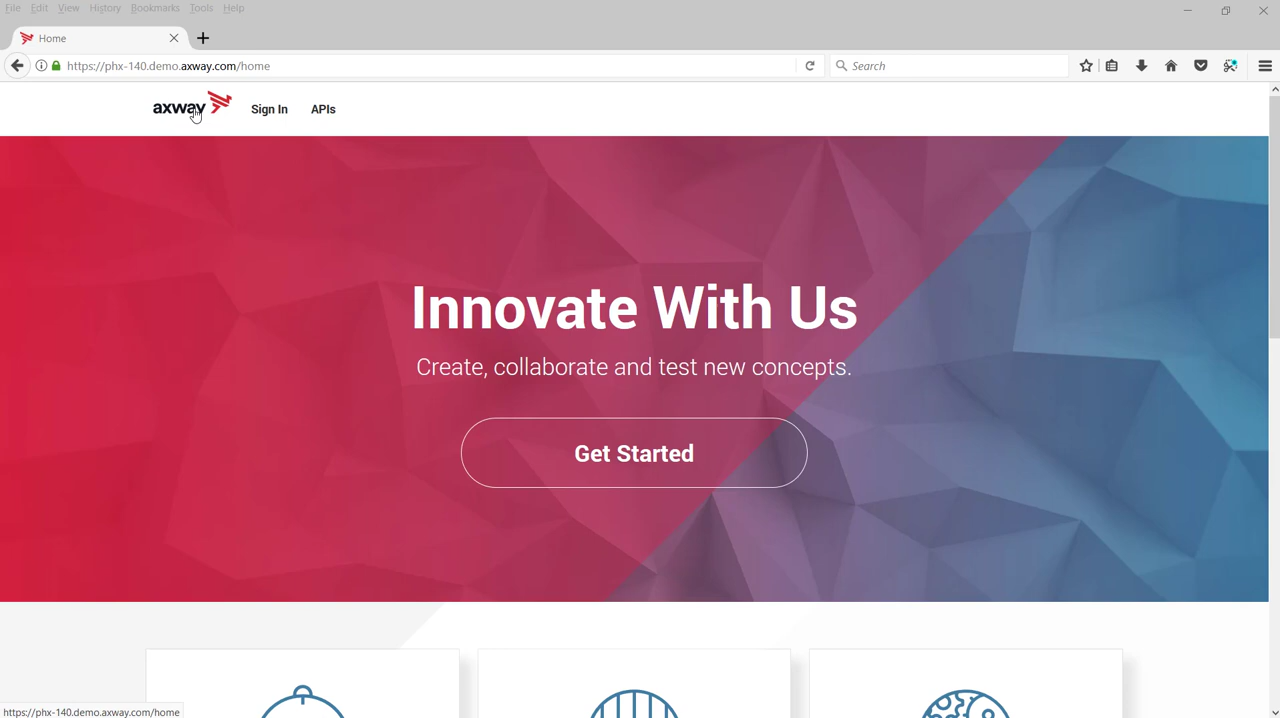 File Edit View History Bookmarks Tools Help
Home
https://phx-140.demo.axway.com/home
Search
axway Sign In APIs
Innovate With Us
Create, collaborate and test new concepts.
Get Started
https://phx-140.demo.axway.com/home